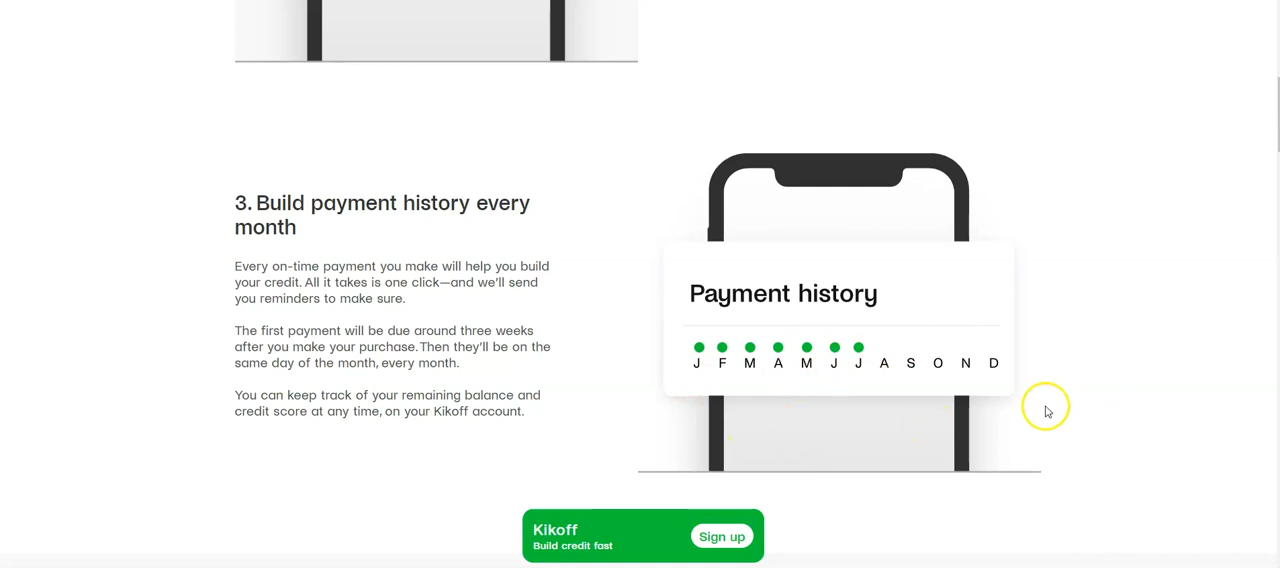 3. Build payment history every
month
Every on-time payment you make will help you build
your credit. All it takes is one click—and we'll send
you reminders to make sure.
The first payment will be due around three weeks
after you make your purchase. Then they'll be on the
same day of the month, every month.
You can keep track of your remaining balance and
credit score at any time, on your Kikoff account.
Payment history
J F M A M J J A S O N D
Kikoff
Build credit fast
Sign up